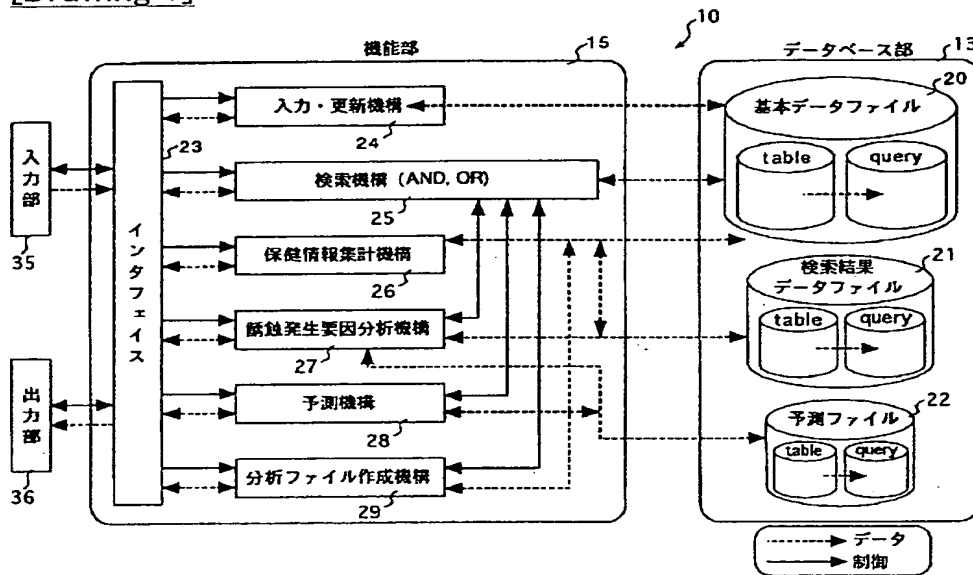 10
機能部
15
データベース部
13
23
入力・更新機構
24
検索機構 (AND, OR)
25
保健情報集計機構
26
齲蝕発生要因分析機構
27
予測機構
28
分析ファイル作成機構
29
インタフェイス
入力部
35
出力部
36
20
基本データファイル
table
query
21
検索結果
データファイル
table
query
22
予測ファイル
table
query
データ
制御